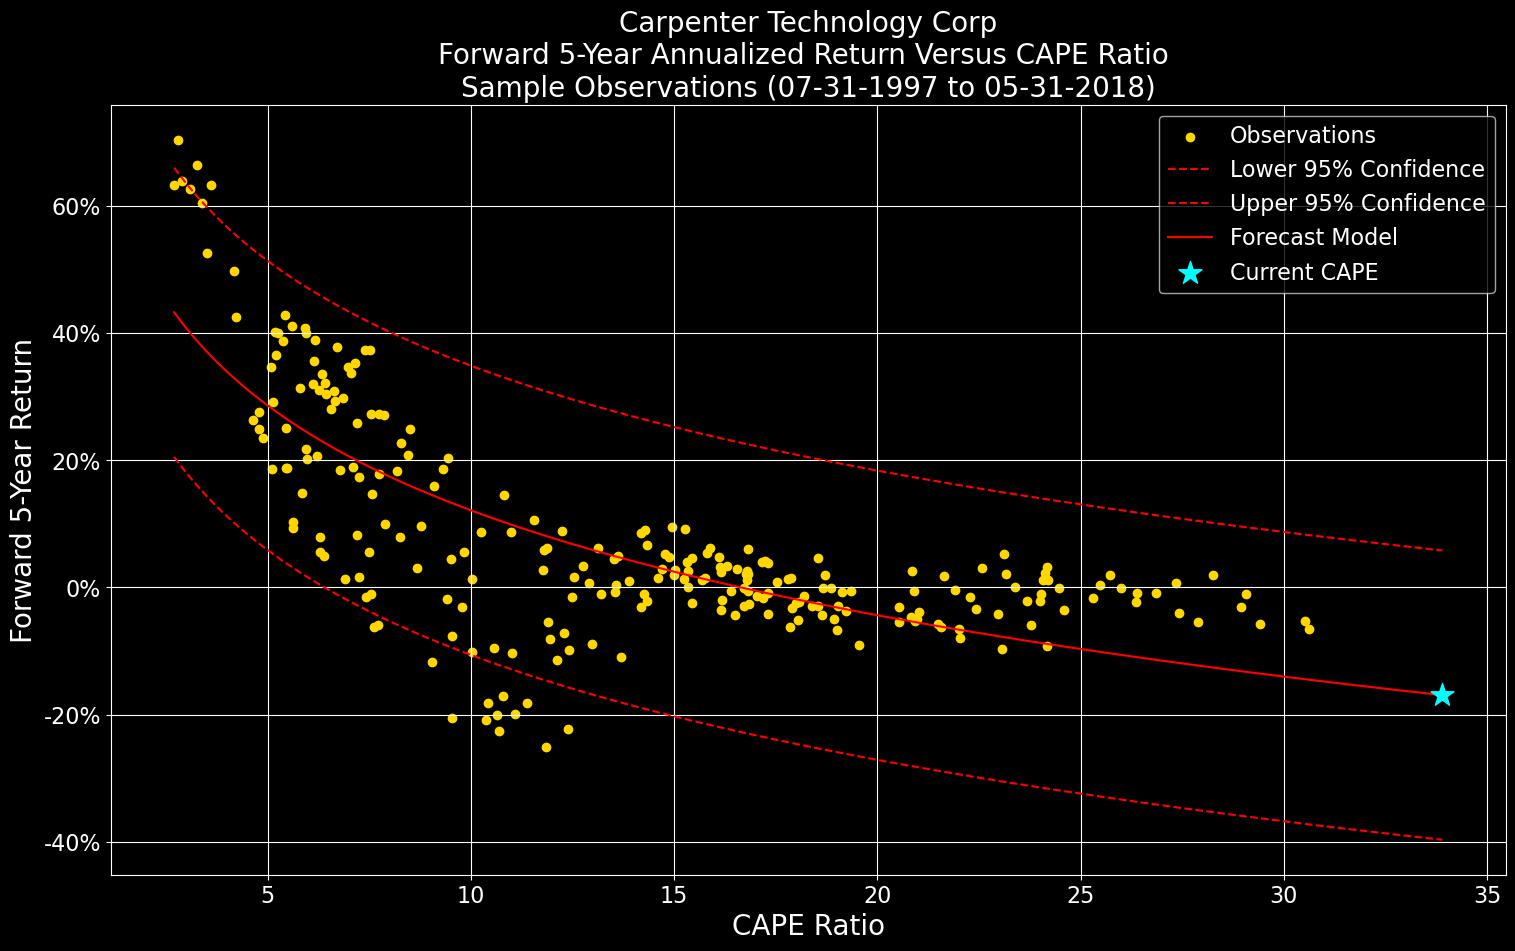 Carpenter Technology Corp
Forward 5-Year Annualized Return Versus CAPE Ratio
Sample Observations (07-31-1997 to 05-31-2018)
Observations
Lower 95% Confidence
Upper 95% Confidence
Forecast Model
Current CAPE
Forward 5-Year Return
60%
40%
20%
0%
-20%
-40%
5 10 15 20 25 30 35
CAPE Ratio